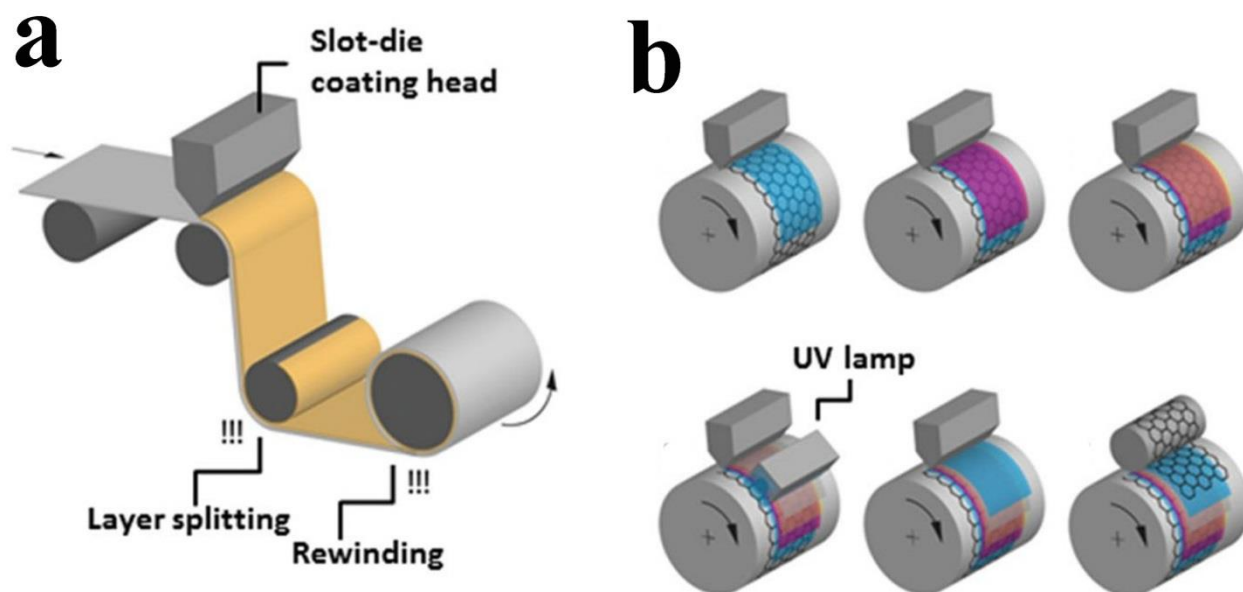 a
Slot-die
coating head
!!!
Layer splitting
!!!
Rewinding
b
UV lamp